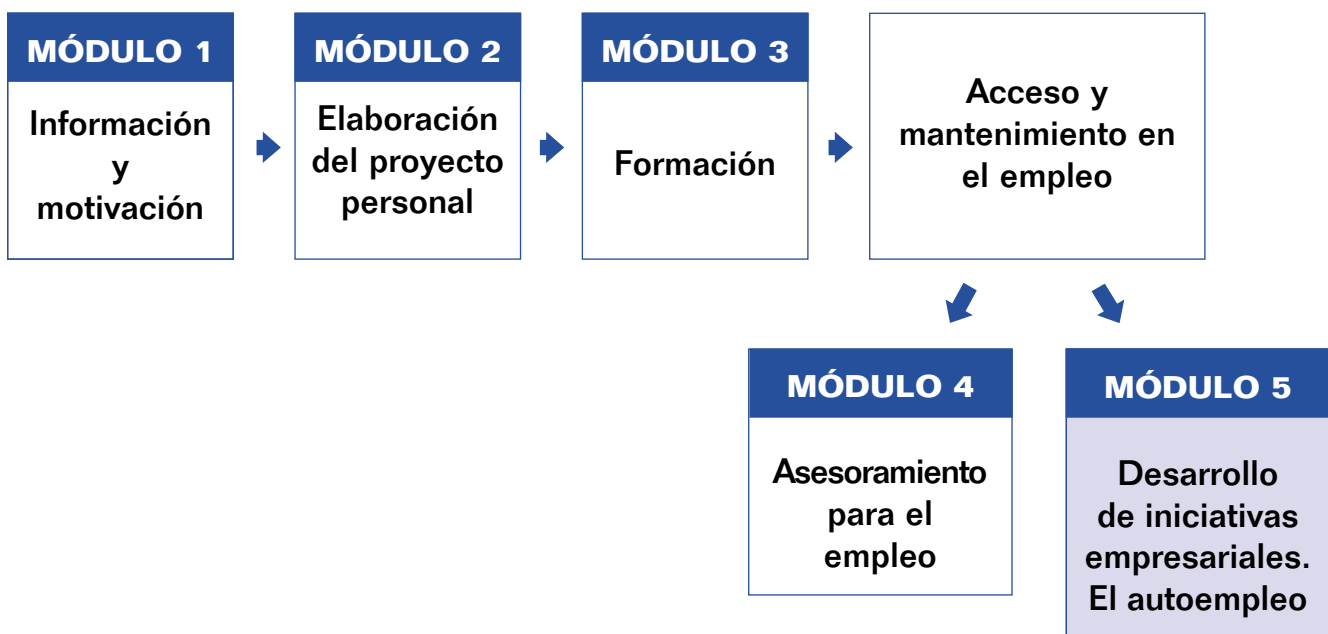 MÓDULO 1
Información
y
motivación
MÓDULO 2
Elaboración
del proyecto
personal
MÓDULO 3
Formación
Acceso y
mantenimiento en
el empleo
MÓDULO 4
Asesoramiento
para el
empleo
MÓDULO 5
Desarrollo
de iniciativas
empresariales.
El autoempleo